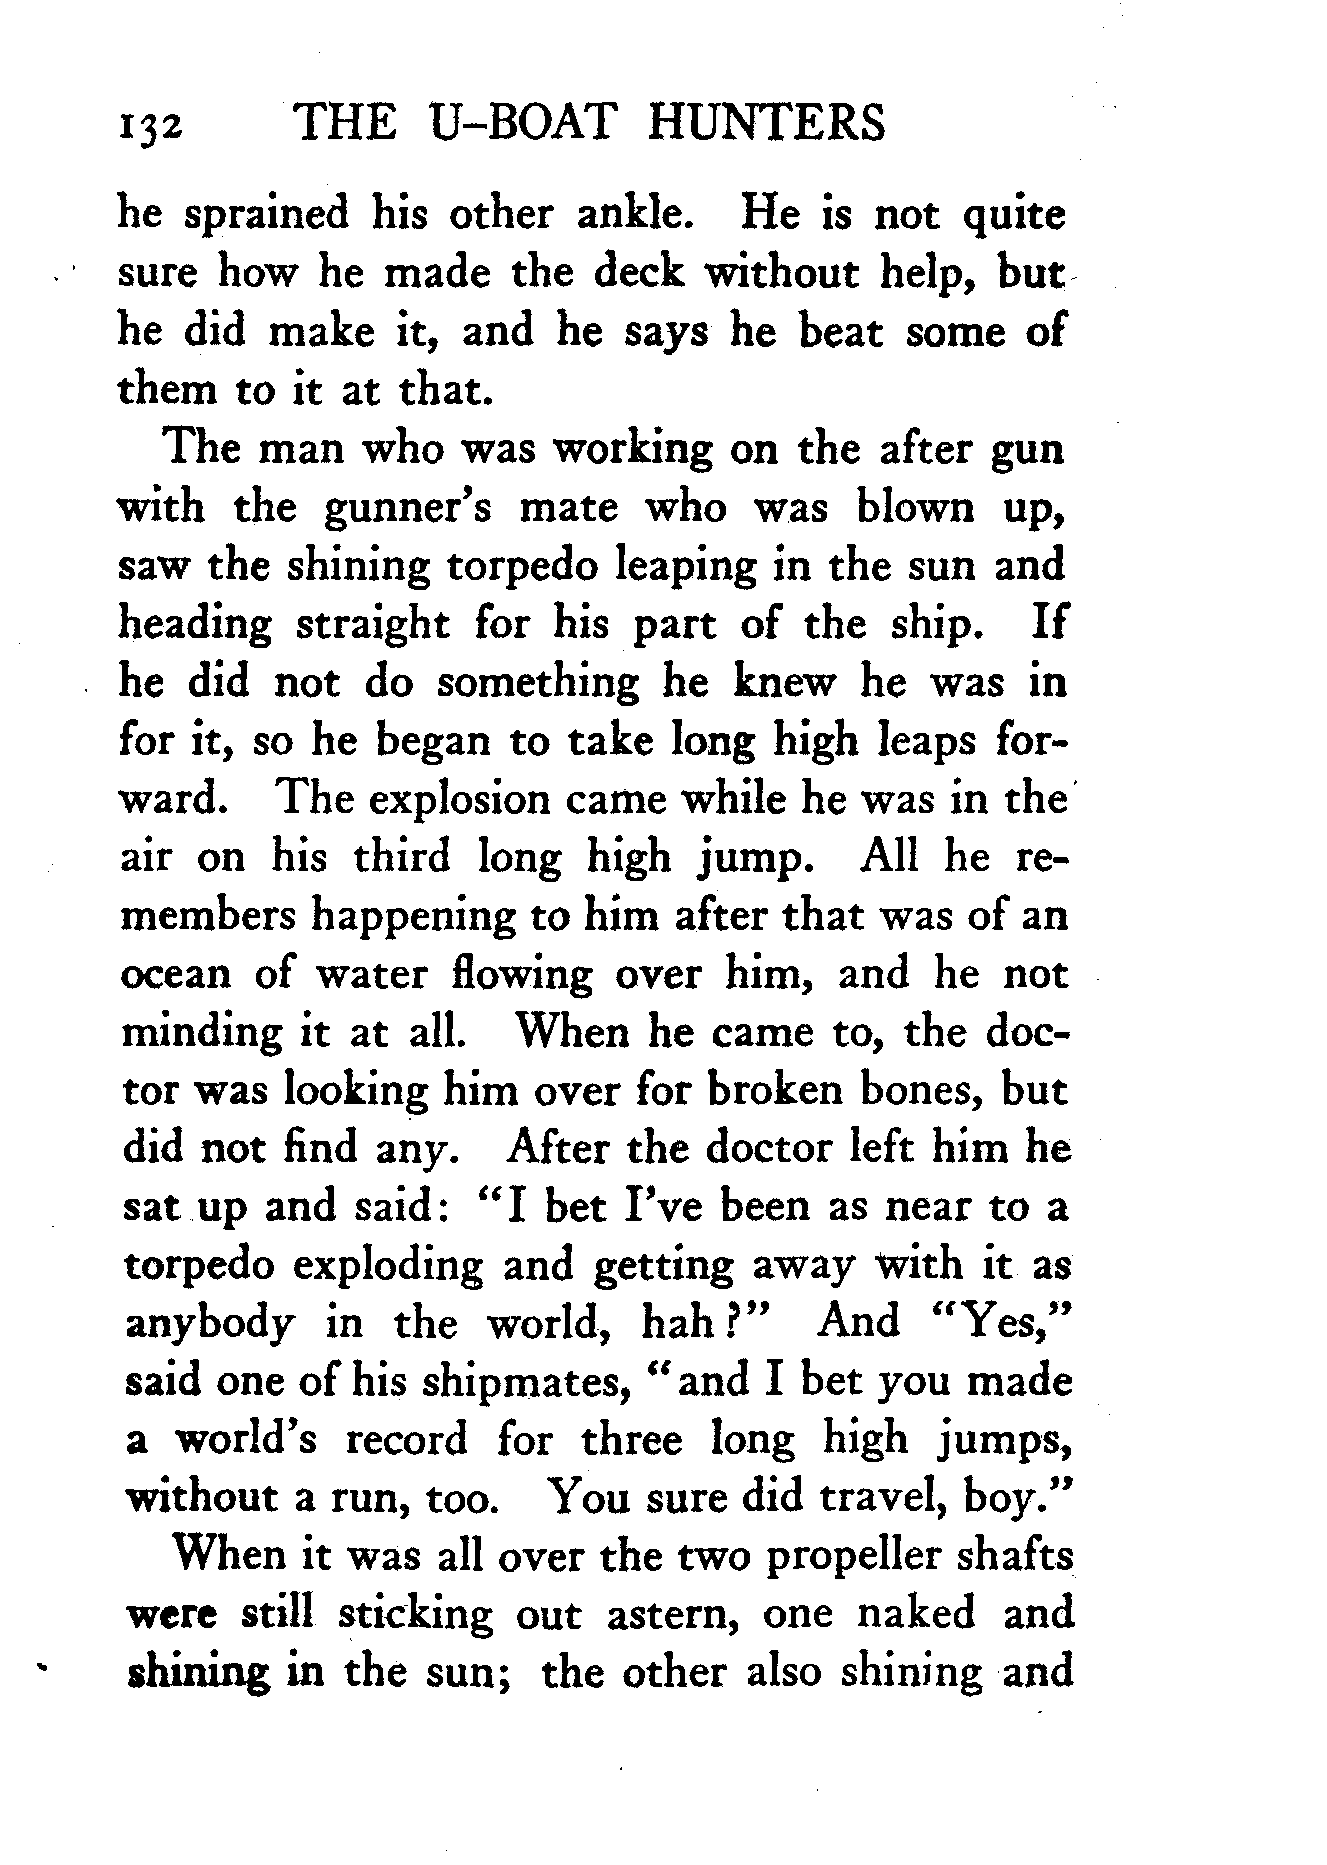 132 THE U-BOAT HUNTERS
he sprained his other ankle. He is not quite
sure how he made the deck without help, but
he did make it, and he says he beat some of
them to it at that.
The man who was working on the after gun
with the gunner's mate who was blown up,
saw the shining torpedo leaping in the sun and
heading straight for his part of the ship. If
he did not do something he knew he was in
for it, so he began to take long high leaps for-
ward. The explosion came while he was in the
air on his third long high jump. All he re-
members happening to him after that was of an
ocean of water flowing over him, and he not
minding it at all. When he came to, the doc-
tor was looking him over for broken bones, but
did not find any. After the doctor left him he
sat up and said: "I bet I've been as near to a
torpedo exploding and getting away with it as
anybody in the world, hah?" And "Yes,"
said one of his shipmates, "and I bet you made
a world's record for three long high jumps,
without a run, too. You sure did travel, boy."
When it was all over the two propeller shafts
were still sticking out astern, one naked and
shining in the sun; the other also shining and